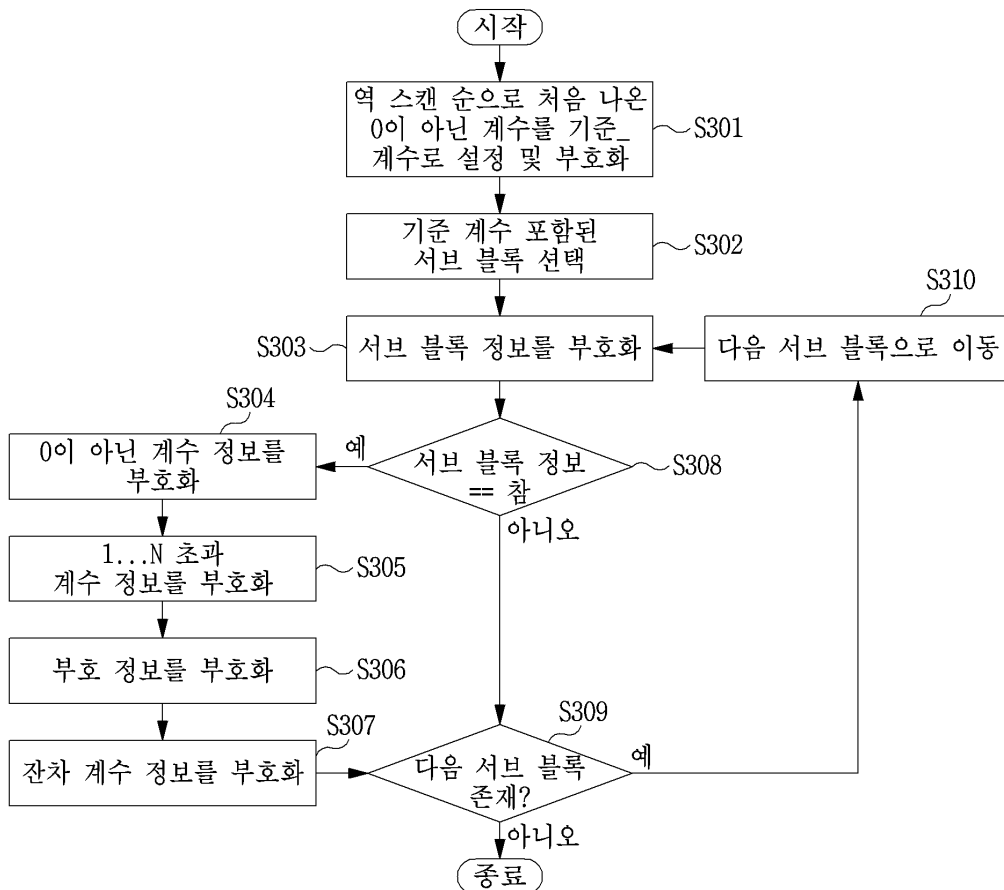 시작
역 스캔 순으로 처음 나온
0이 아닌 계수를 기준_
계수로 설정 및 부호화
S301
기준 계수 포함된
서브 블록 션택
S302
S310
S303
서브 블록 정보를 부호화
다음 서브 블록으로 이동
S304
0이 아닌 계수 정보를
부호화
예
서브 블록 정보
== 참
S308
아니오
1...N 초과
계수 정보를 부호화
S305
부호 정보를 부호화
S306
S307
잔차 계수 정보를 부호화
S309
다음 서브 블록
존재?
예
아니오
종료